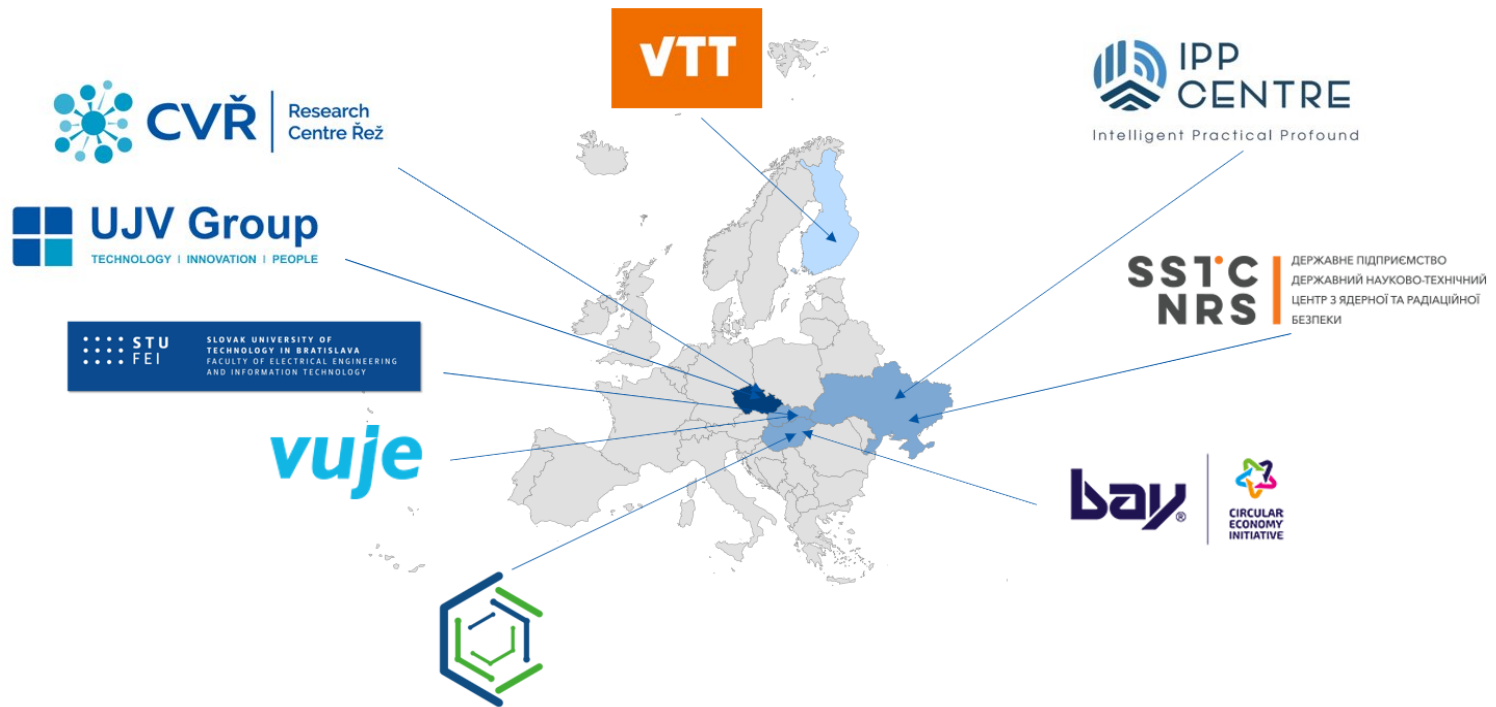 VTT
IPP
CENTRE
Intelligent Practical Profound
CVŘ
Research
Centre Řež
UJV Group
TECHNOLOGY | INNOVATION | PEOPLE
SSTC
NRS
ДЕРЖАВНЕ ПІДПРИЄМСТВО
ДЕРЖАВНИЙ НАУКОВО-ТЕХНІЧНИЙ
ЦЕНТР З ЯДЕРНОЇ ТА РАДІАЦІЙНОЇ
БЕЗПЕКИ
STU
FEI
SLOVAK UNIVERSITY OF
TECHNOLOGY IN BRATISLAVA
FACULTY OF ELECTRICAL ENGINEERING
AND INFORMATION TECHNOLOGY
vuje
bay®
CIRCULAR
ECONOMY
INITIATIVE